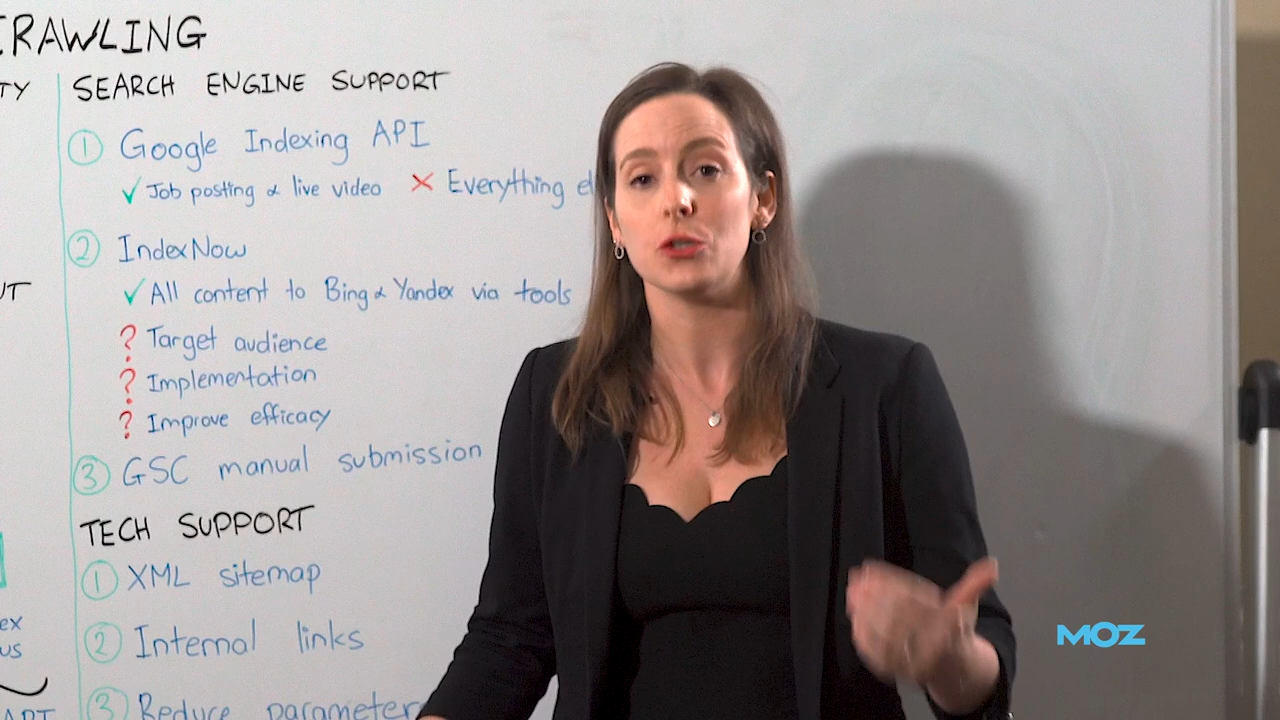 CRAWLING
TY
SEARCH ENGINE SUPPORT
① Google Indexing API
✓ Job posting & live video ✗ Everything
② IndexNow
UT
✓ All content to Bing & Yandex via tools
? Target audience
? Implementation
? Improve efficacy
③ GSC manual submission
TECH SUPPORT
① XML sitemap
ex
② Internal links
us
MOZ
③ Reduce parameters
API